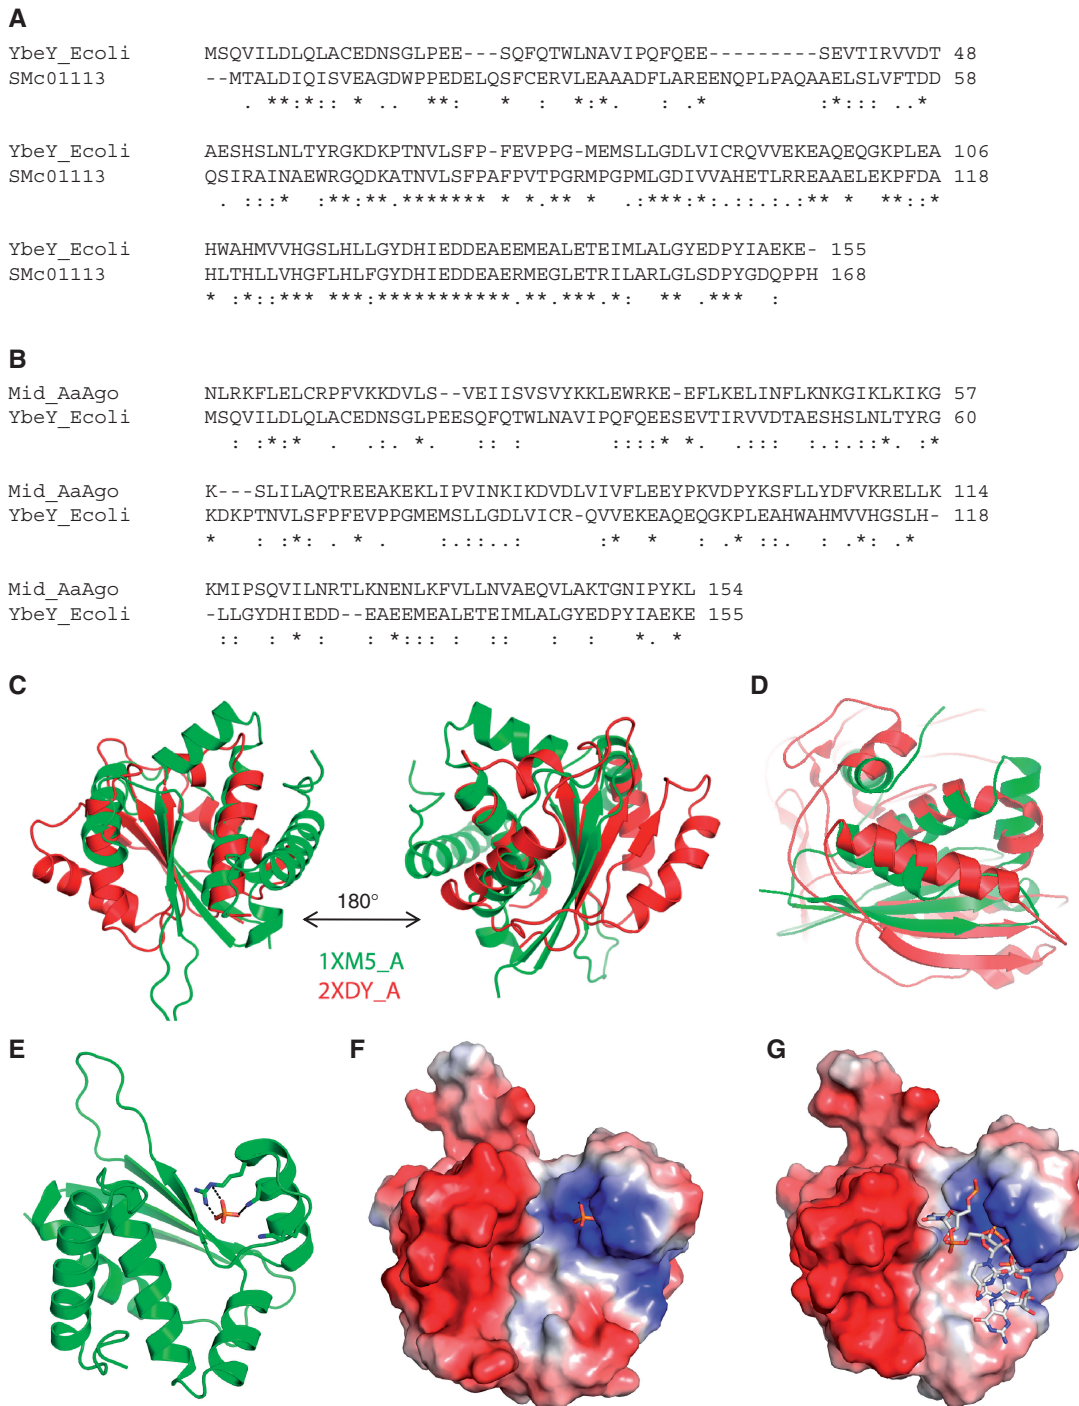 A
YbeY_Ecoli MSQVILDLQLACEDNSGLPEE---SQFQTWLNAVIPQFQEE---------SEVTIRVVDT 48
SMc01113 --MTALDIQISVEAGDWPPEDELQSFCERVLEAAADFLAREENQPLPAQAAELSLVFTDD 58
. **:*:: * .. **: * : *:*. : .* :*::: ..*
YbeY_Ecoli AESHSLNLTYRGKDKPTNVLSFP-FEVPPG-MEMSLLGDLVICRQVVEKEAQEQGKPLEA 106
SMc01113 QSIRAINAEWRGQDKATNVLSFPAFPVTPGRMPGPMLGDIVVAHETLRREAAELEKPFDA 118
. :::* :**:**.******* * *.** * .:***:*:.::.:.:** * **::*
YbeY_Ecoli HWAHMVVHGSLHLLGYDHIEDDEAEEMEALETEIMLALGYEDPYIAEKE- 155
SMc01113 HLTHLLVHGFLHLFGYDHIEDDEAERMEGLETRILARLGLSDPYGDQPPH 168
* :*::*** ***:***********.**.***.*: ** .*** :
B
Mid_AaAgo NLRKFLELCRPFVKKDVLS--VEIISVSVYKKLEWRKE-EFLKELINFLKNKGIKLKIKG 57
YbeY_Ecoli MSQVILDLQLACEDNSGLPEESQFQTWLNAVIPQFQEESEVTIRVVDTAESHSLNLTYRG 60
: :*:* . .:. *. :: : ::::* *. .::: :.:.::*. :*
Mid_AaAgo K---SLILAQTREEAKEKLIPVINKIKDVDLVIVFLEEYPKVDPYKSFLLYDFVKRELLK 114
YbeY_Ecoli KDKPTNVLSFPFEVPPGMEMSLLGDLVICR-QVVEKEAQEQGKPLEAHWAHMVVHGSLH- 118
* : :* . * . :.::..: :* * : .* ::. : .*: .*
Mid_AaAgo KMIPSQVILNRTLKNENLKFVLLNVAEQVLAKTGNIPYKL 154
YbeY_Ecoli -LLGYDHIEDD--EAEEMEALETEIMLALGYEDPYIAEKE 155
:: : * : : *::: : :: : : *. *
C
180°
1XM5_A
2XDY_A
D
E
F
G